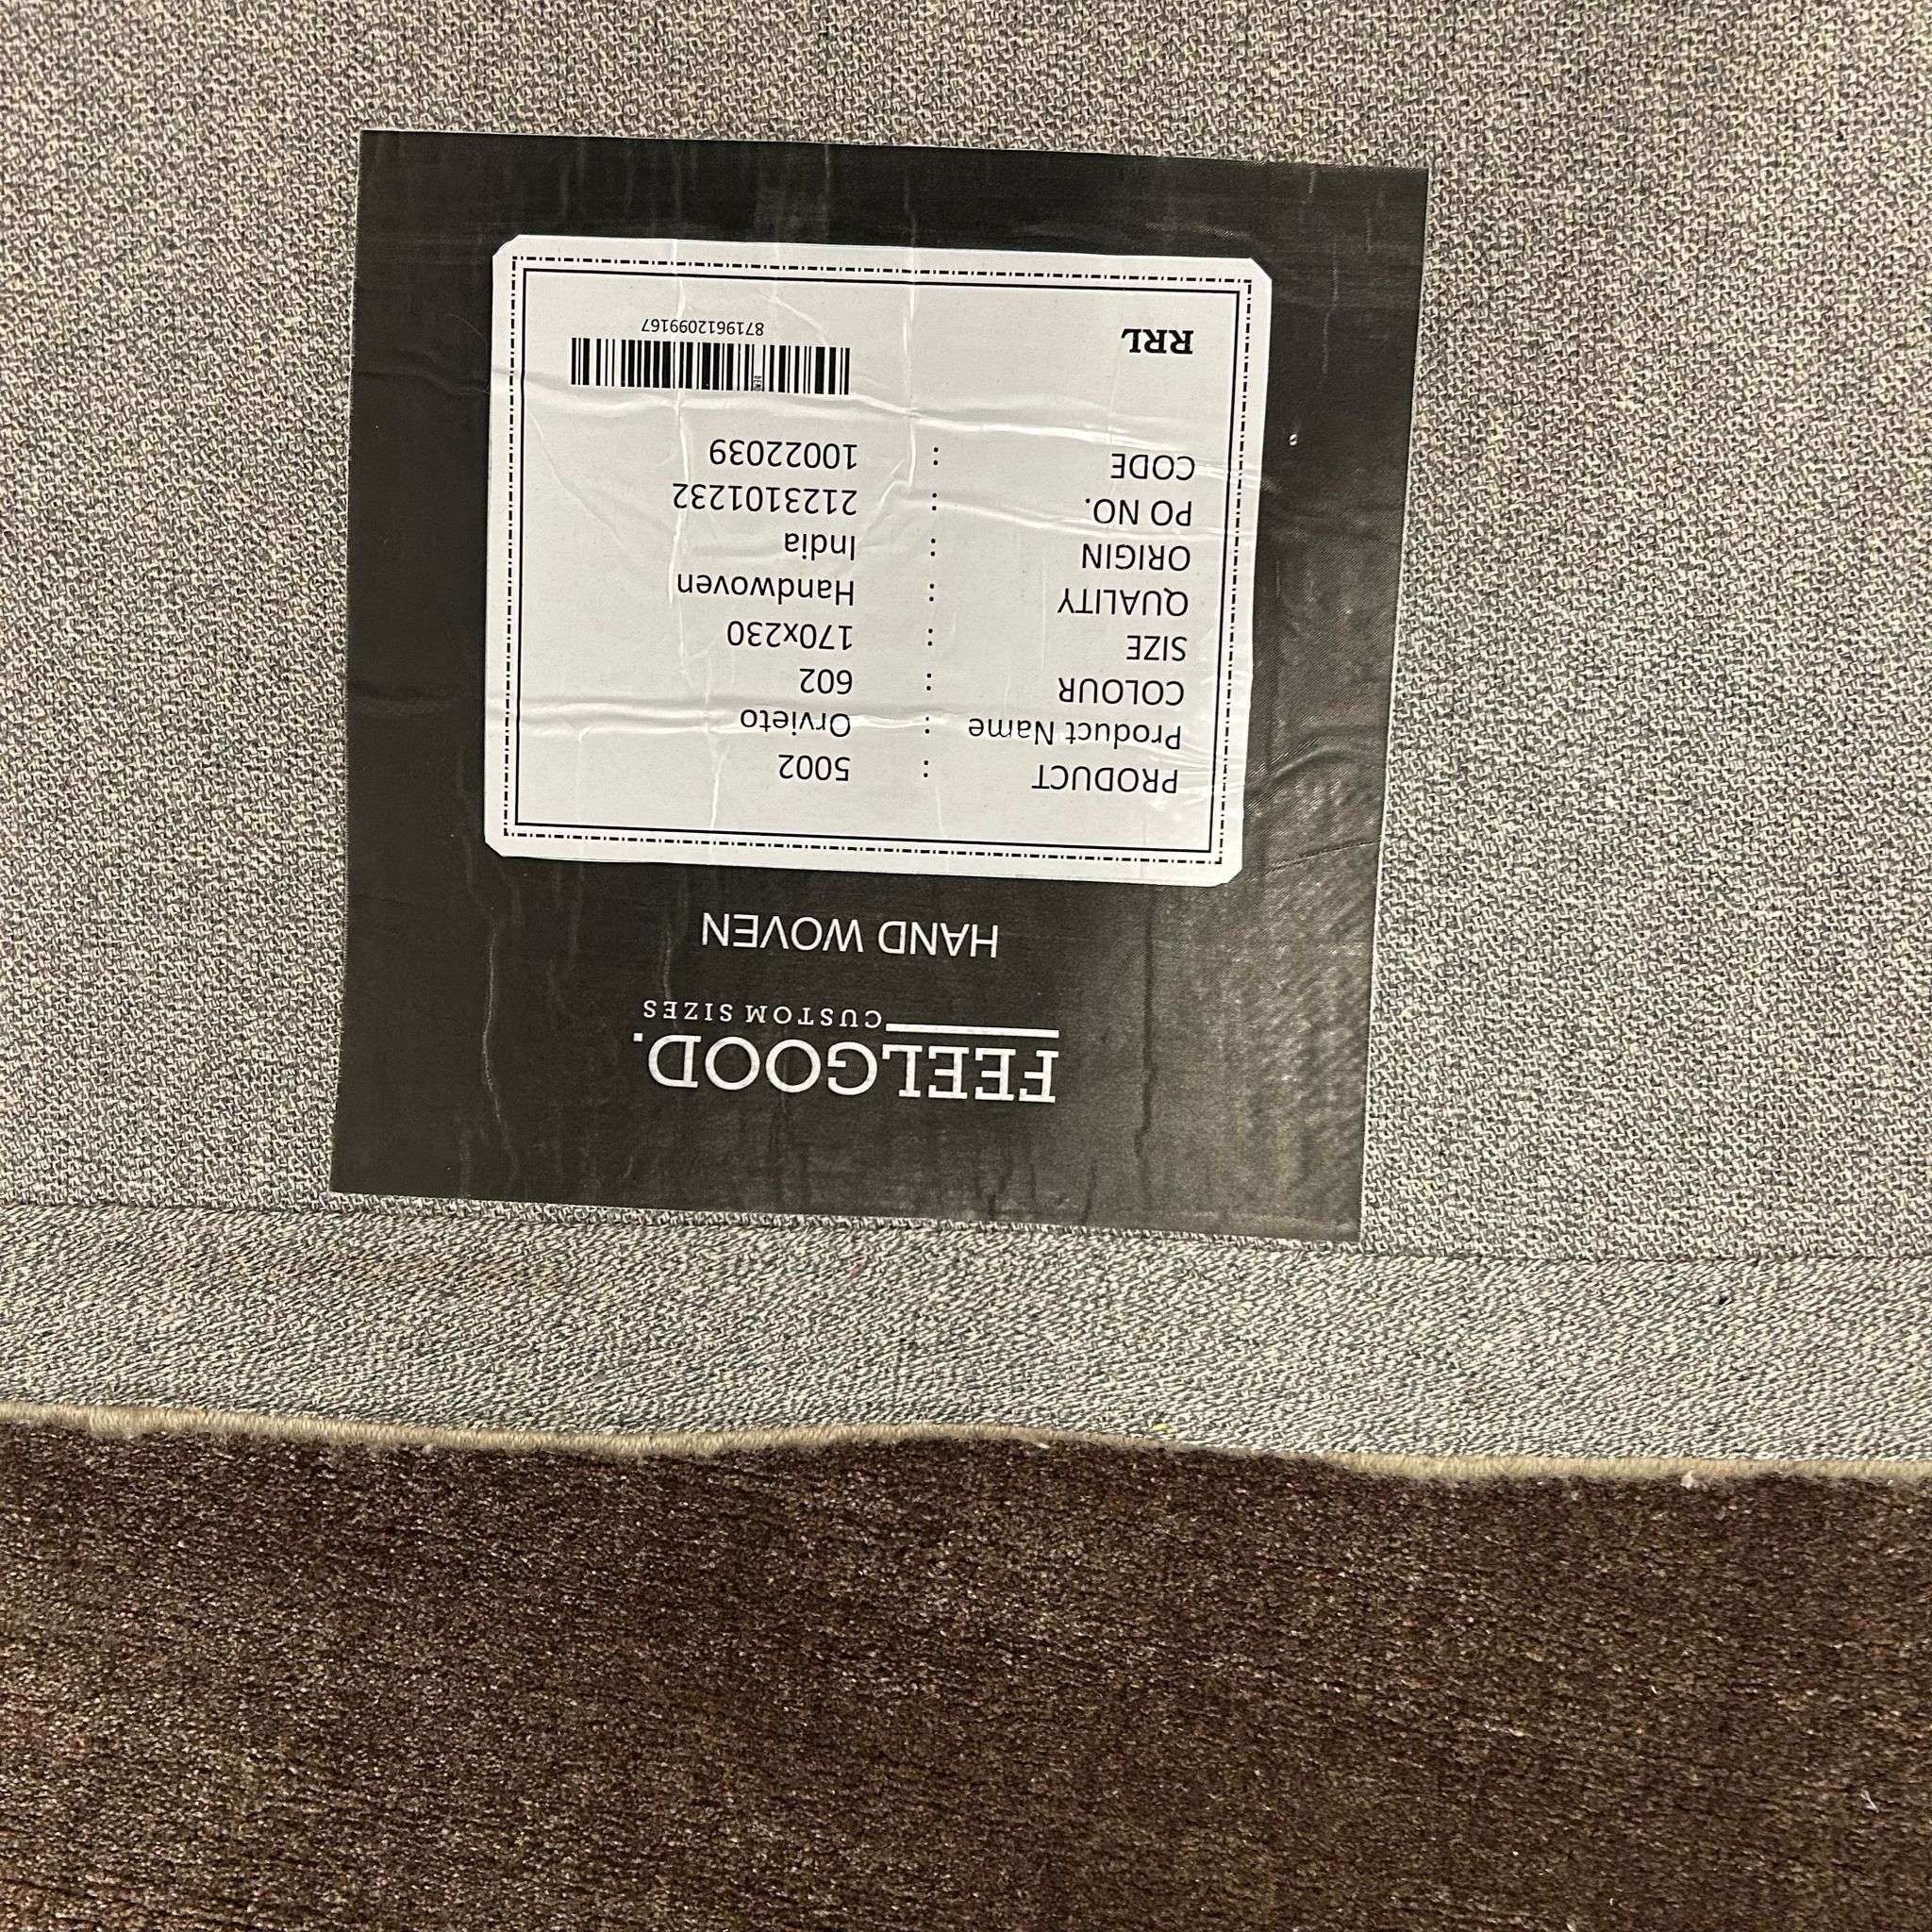 FEELGOOD.
CUSTOM SIZES
HAND WOVEN
PRODUCT : 5002
Product Name : Orvieto
COLOUR : 602
SIZE : 170x230
QUALITY : Handwoven
ORIGIN : India
PO NO. : 2123101232
CODE : 10022039
RRL
8719612099167